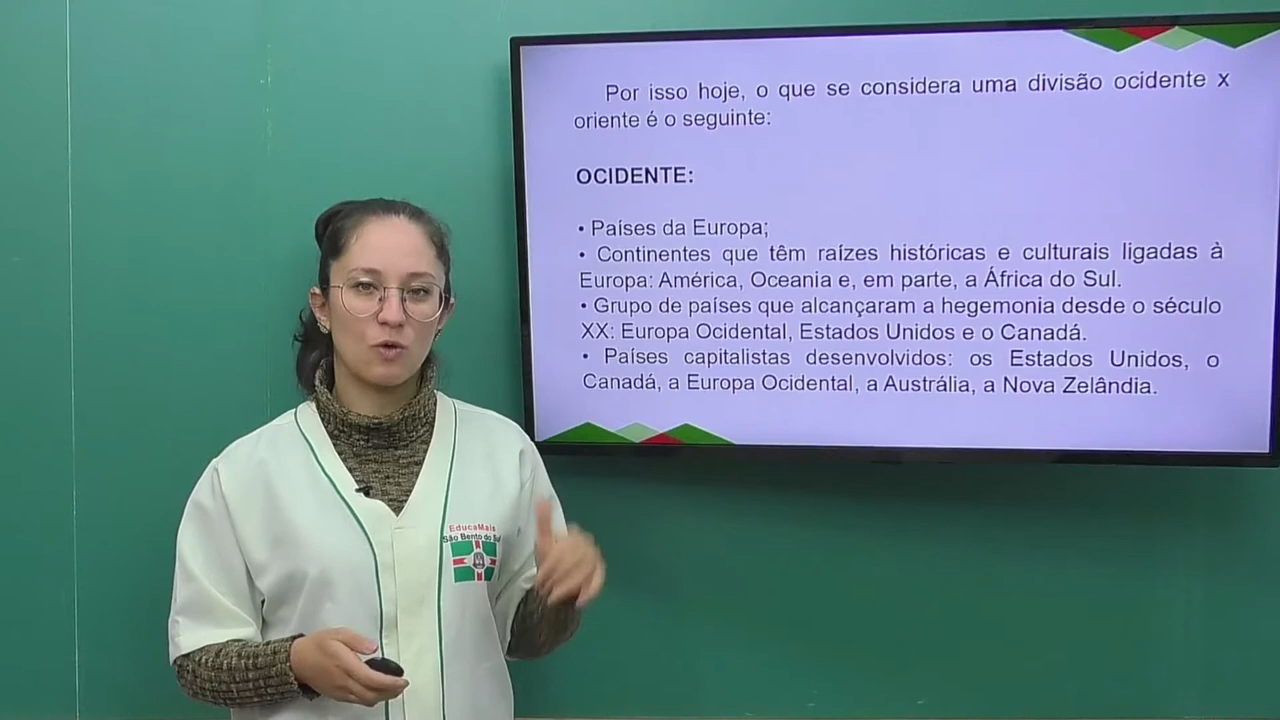 Por isso hoje, o que se considera uma divisão ocidente x
oriente é o seguinte:
OCIDENTE:
• Países da Europa;
• Continentes que têm raízes históricas e culturais ligadas à
Europa: América, Oceania e, em parte, a África do Sul.
• Grupo de países que alcançaram a hegemonia desde o século
XX: Europa Ocidental, Estados Unidos e o Canadá.
• Países capitalistas desenvolvidos: os Estados Unidos, o
Canadá, a Europa Ocidental, a Austrália, a Nova Zelândia.
EducaMais
São Bento do Sul